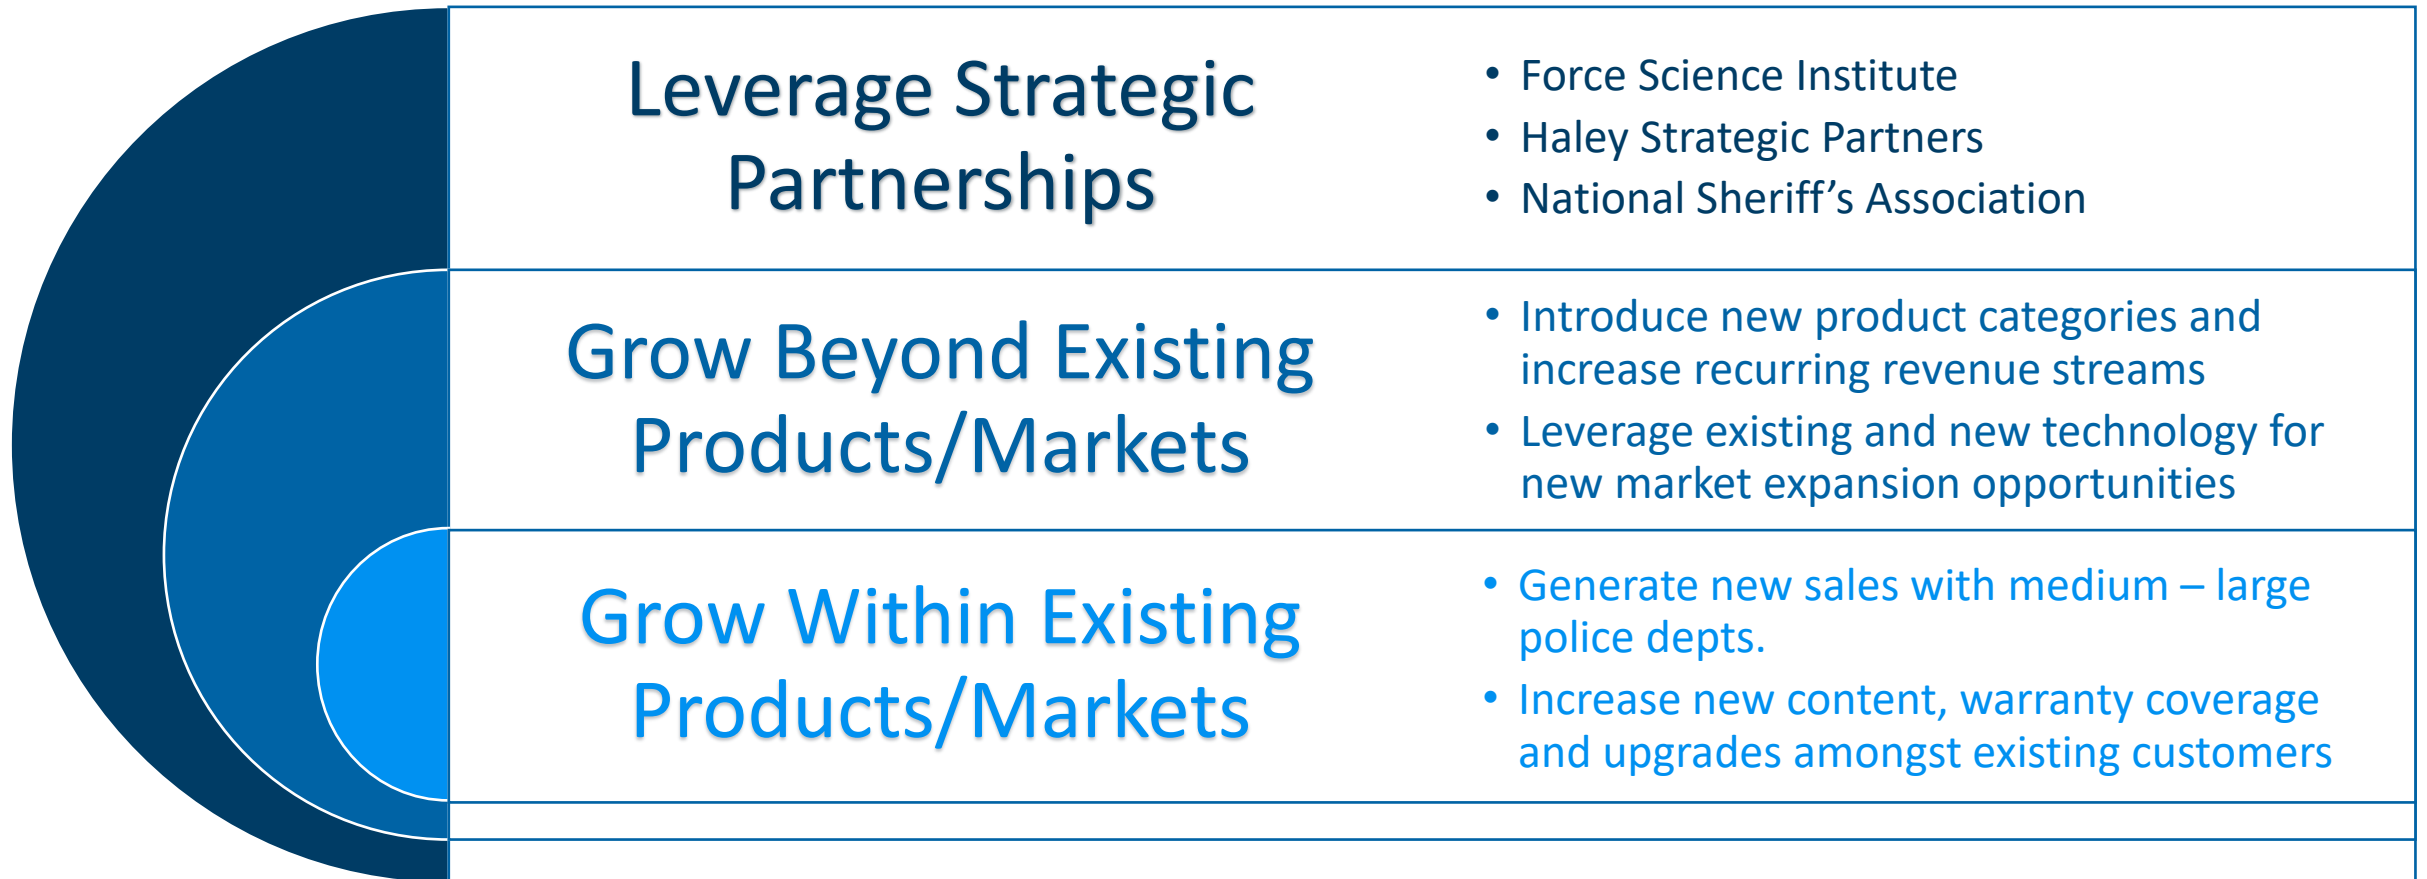 Leverage Strategic
Partnerships
• Force Science Institute
• Haley Strategic Partners
• National Sheriff’s Association
Grow Beyond Existing
Products/Markets
• Introduce new product categories and
increase recurring revenue streams
• Leverage existing and new technology for
new market expansion opportunities
Grow Within Existing
Products/Markets
• Generate new sales with medium – large
police depts.
• Increase new content, warranty coverage
and upgrades amongst existing customers